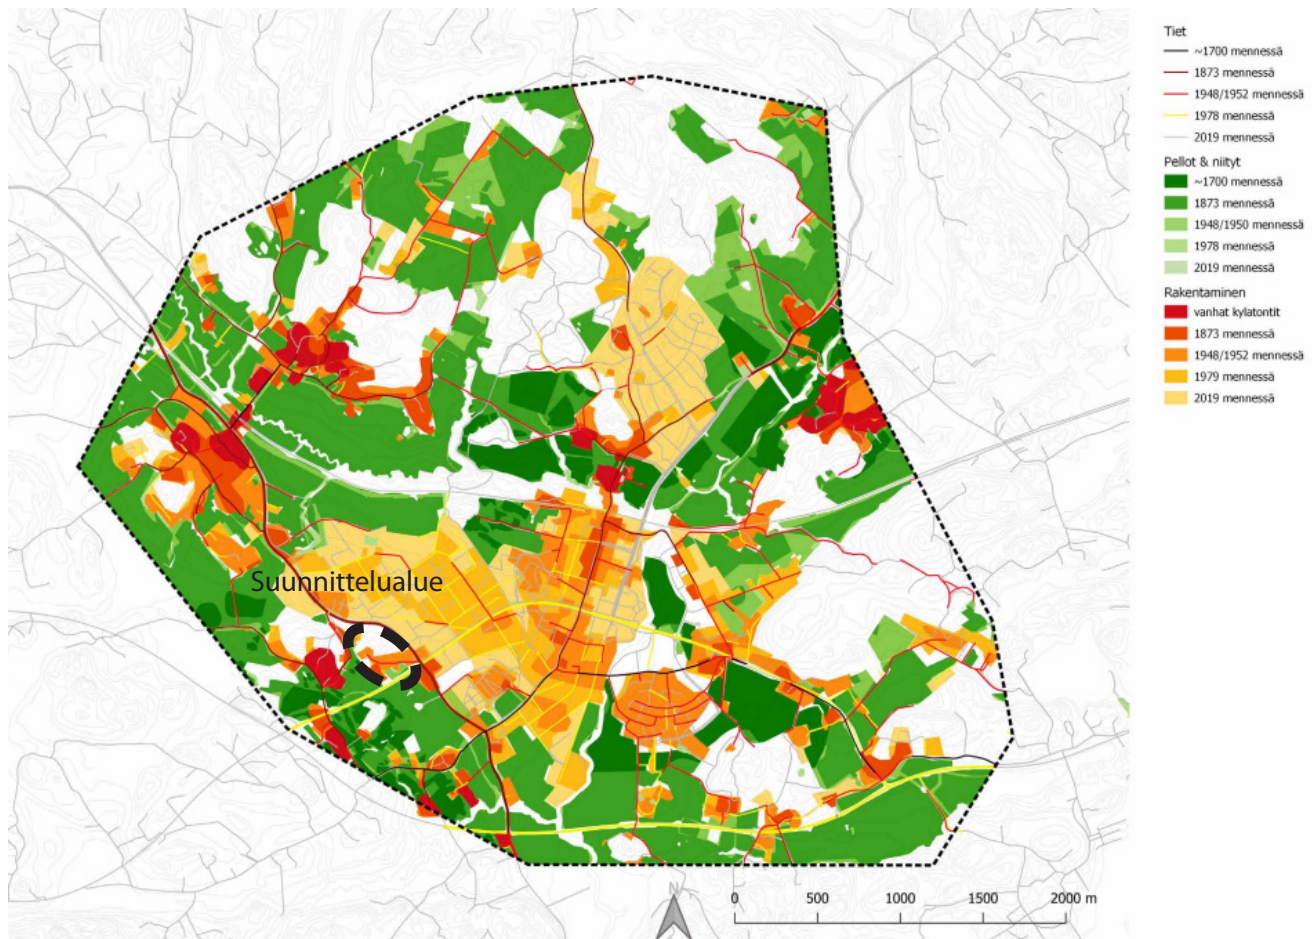 Tiet
~1700 mennessä
1873 mennessä
1948/1952 mennessä
1978 mennessä
2019 mennessä
Pellot & niityt
~1700 mennessä
1873 mennessä
1948/1950 mennessä
1978 mennessä
2019 mennessä
Rakentaminen
vanhat kylatontit
1873 mennessä
1948/1952 mennessä
1979 mennessä
2019 mennessä
Suunnittelualue
N
0 500 1000 1500 2000 m